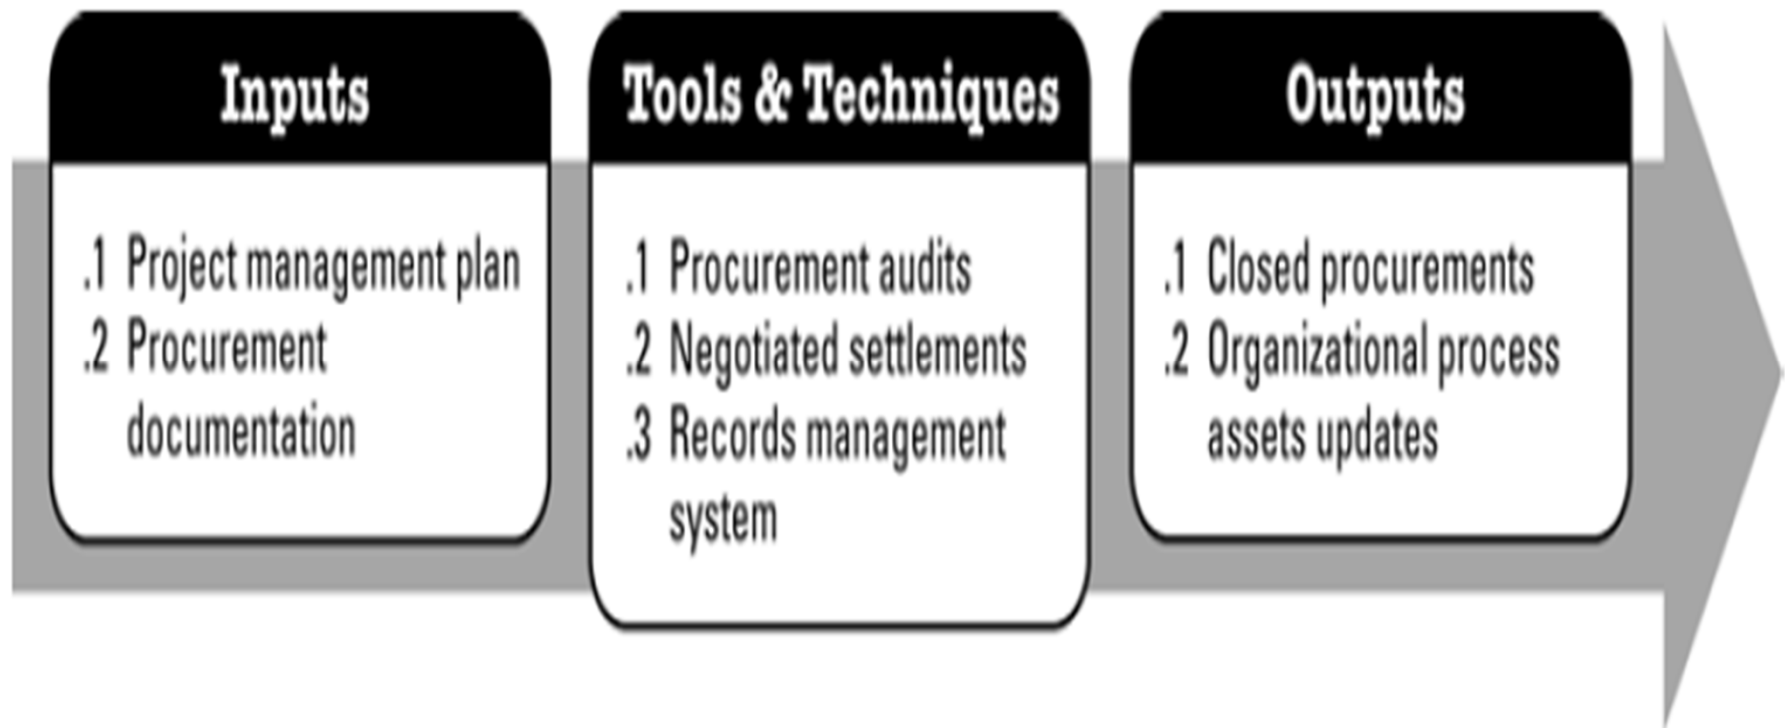 Inputs
.1 Project management plan
.2 Procurement
documentation
Tools & Techniques
.1 Procurement audits
.2 Negotiated settlements
.3 Records management
system
Outputs
.1 Closed procurements
.2 Organizational process
assets updates